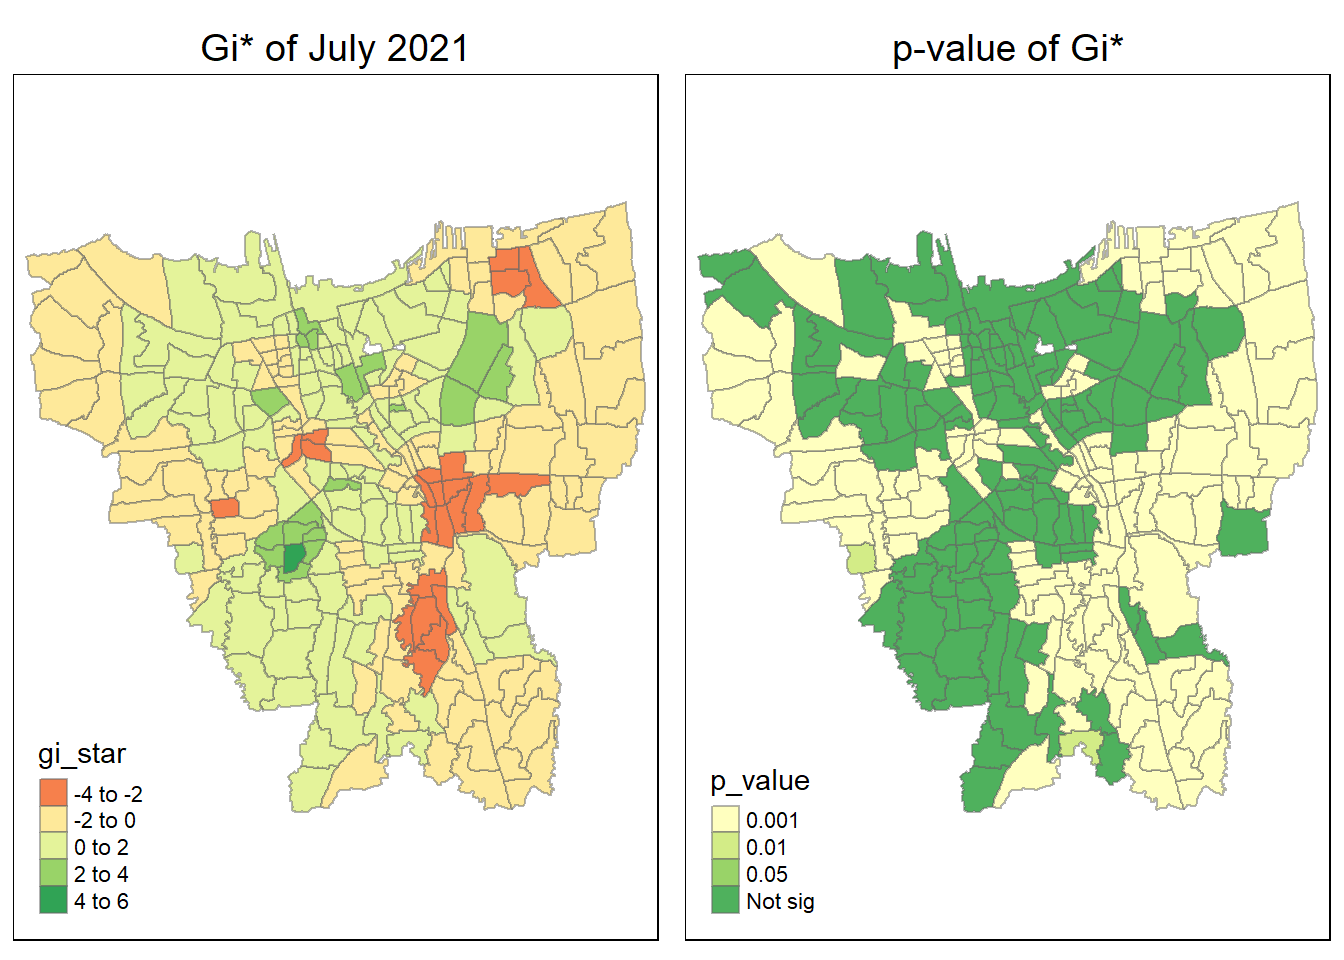 Gi* of July 2021
gi_star
-4 to -2
-2 to 0
0 to 2
2 to 4
4 to 6
p-value of Gi*
p_value
0.001
0.01
0.05
Not sig